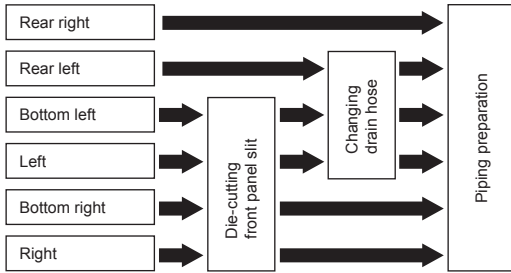 Rear right
Rear left
Bottom left
Left
Bottom right
Right
Die-cutting
front panel slit
Changing
drain hose
Piping preparation